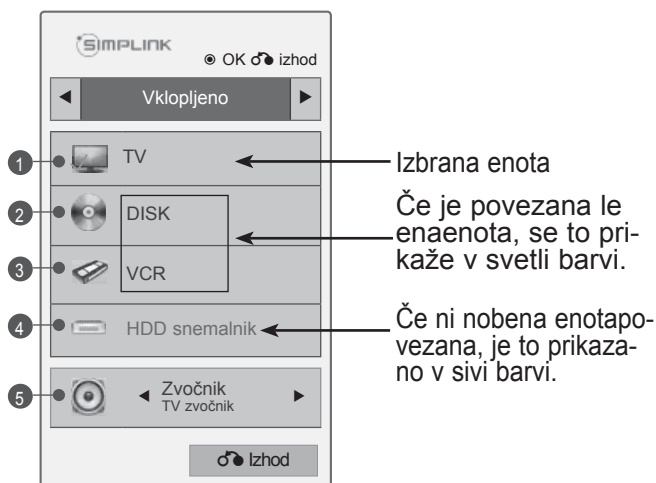 SIMPLINK
◉ OK izhod
◄ Vklopljeno ►
1 TV
Izbrana enota
2 DISK
3 VCR
Če je povezana le
enaenota, se to pri-
kaže v svetli barvi.
4 HDD snemalnik
Če ni nobena enotapo-
vezana, je to prikaza-
no v sivi barvi.
5 ◄ Zvočnik ►
TV zvočnik
Izhod